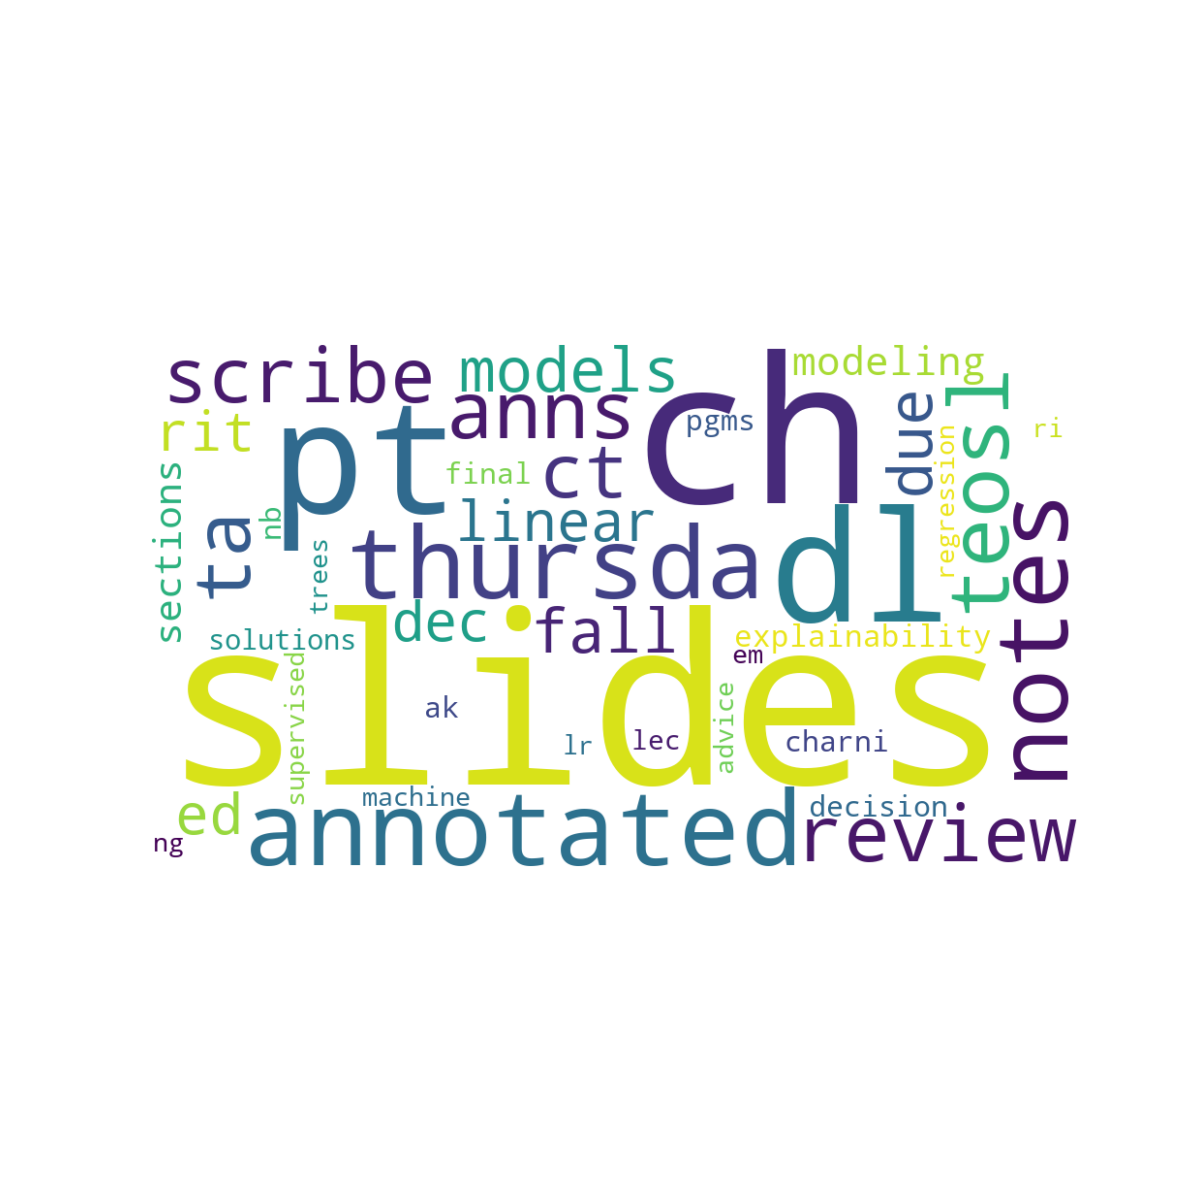 scribe
models
modeling
ch
pt
anns
rit
pgms
due
teosl
ri
final
ct
regression
sections
nb
linear
ta
thursda
dl
notes
trees
dec
fall
solutions
explainability
em
slides
supervised
ak
lr
lec
advice
charni
machine
ed
annotated
decision
review
ng